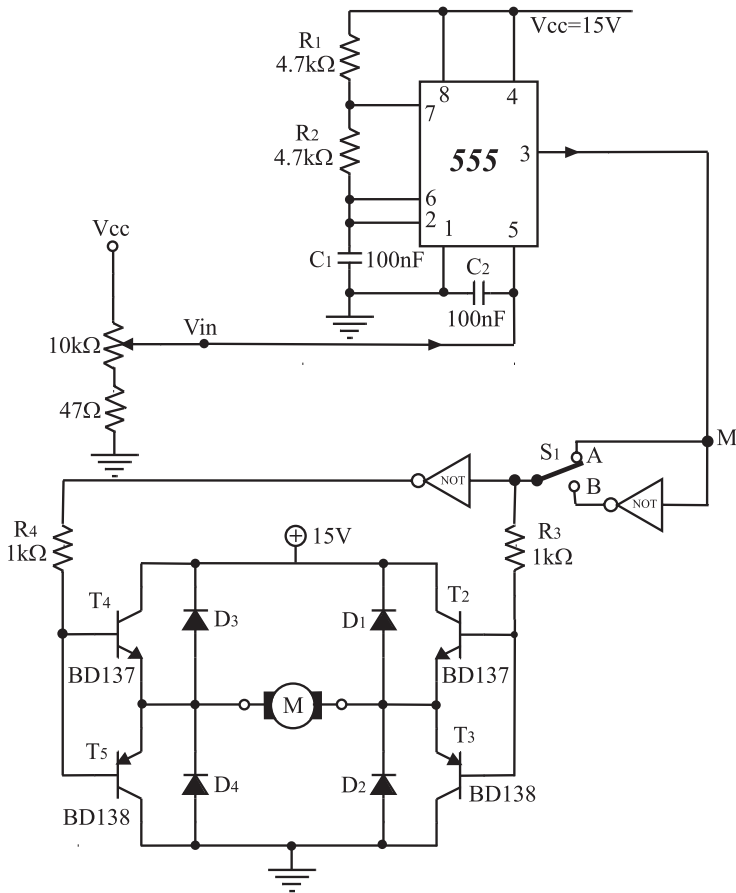 Vcc=15V
R1
4.7kΩ
8
4
7
R2
4.7kΩ
555
3
6
2
1
5
C1
100nF
C2
100nF
Vcc
10kΩ
Vin
47Ω
M
S1
A
B
NOT
NOT
R4
1kΩ
R3
1kΩ
15V
T4
D3
D1
T2
BD137
BD137
M
T5
T3
D4
D2
BD138
BD138